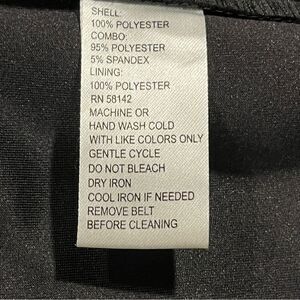 SHELL:
100% POLYESTER
COMBO:
95% POLYESTER
5% SPANDEX
LINING:
100% POLYESTER
RN 58142
MACHINE OR
HAND WASH COLD
WITH LIKE COLORS ONLY
GENTLE CYCLE
DO NOT BLEACH
DRY IRON
COOL IRON IF NEEDED
REMOVE BELT
BEFORE CLEANING